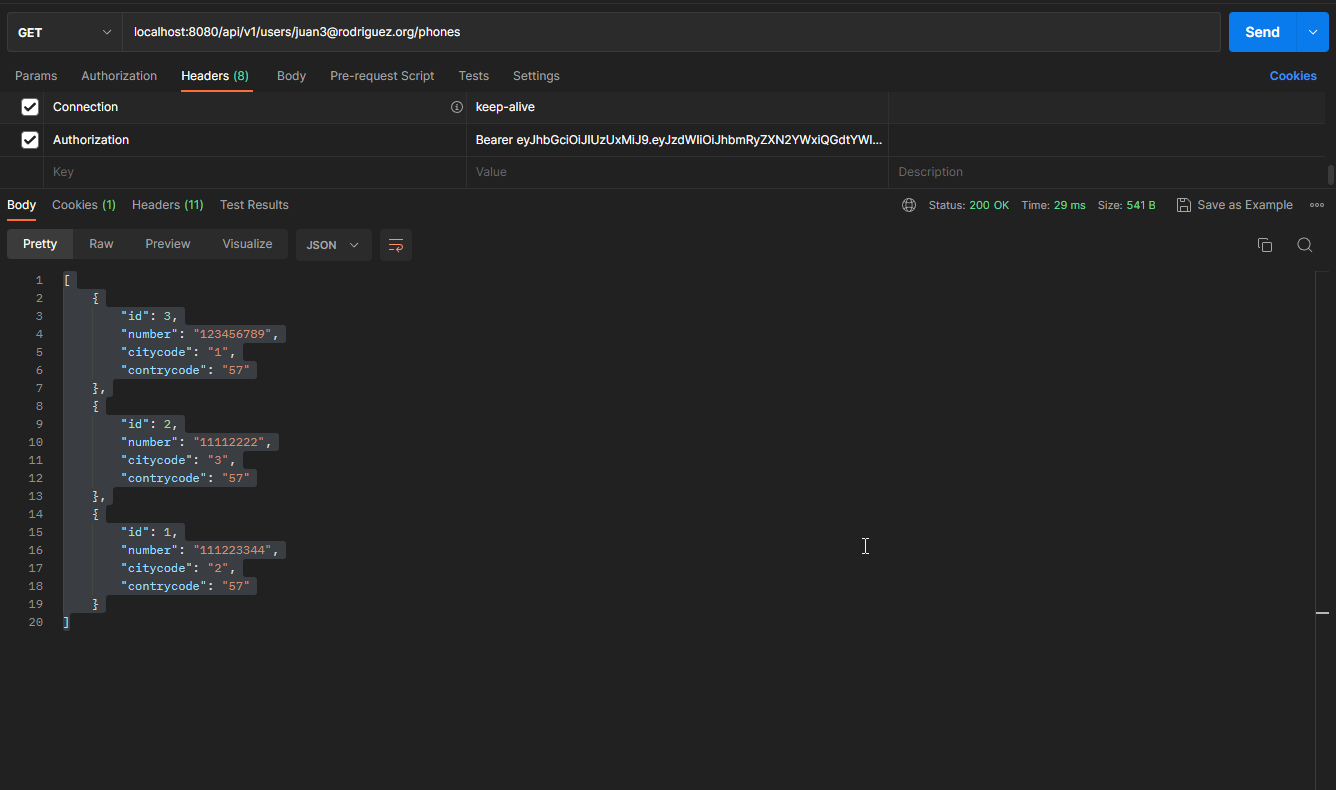 GET localhost:8080/api/v1/users/juan3@rodriguez.org/phones Send
Params Authorization Headers (8) Body Pre-request Script Tests Settings Cookies
Connection keep-alive
Authorization Bearer eyJhbGciOiJIUzUxMiJ9.eyJzdWIiOiJhbmRyZXN2YWxiQGdtYWl...
Key Value Description
Body Cookies (1) Headers (11) Test Results Status: 200 OK Time: 29 ms Size: 541 B Save as Example
Pretty Raw Preview Visualize JSON
1 [
2 {
3 "id": 3,
4 "number": "123456789",
5 "citycode": "1",
6 "contrycode": "57"
7 },
8 {
9 "id": 2,
10 "number": "11112222",
11 "citycode": "3",
12 "contrycode": "57"
13 },
14 {
15 "id": 1,
16 "number": "111223344",
17 "citycode": "2",
18 "contrycode": "57"
19 }
20 ]